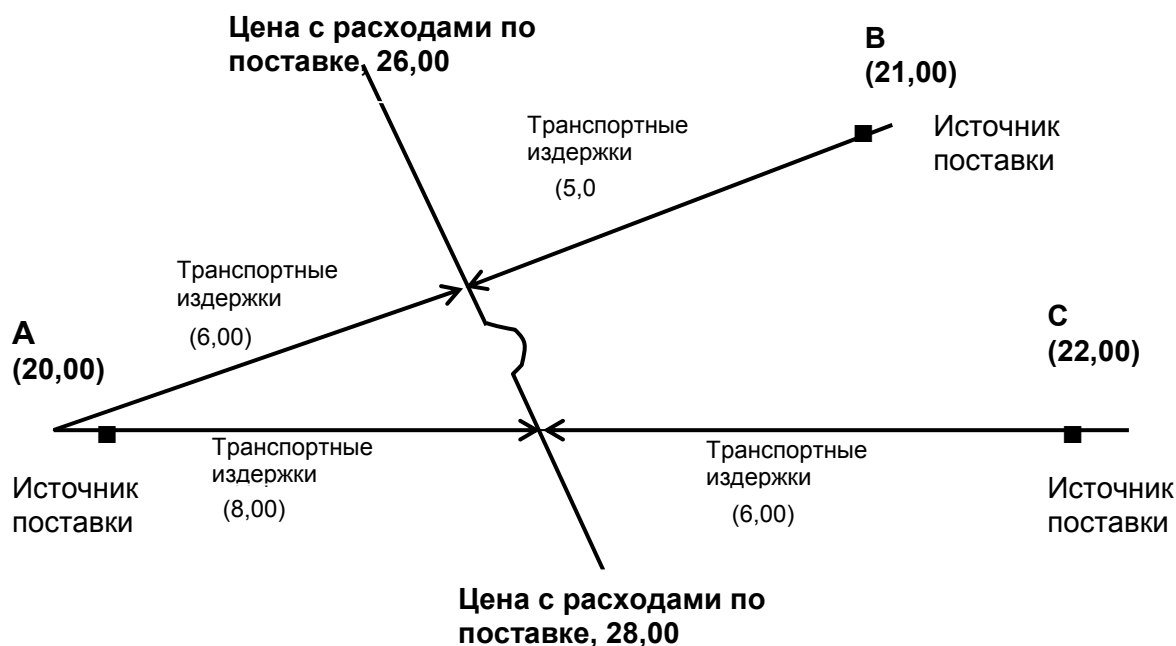 Цена с расходами по
поставке, 26,00
B
(21,00)
Транспортные
издержки
(5,0
Источник
поставки
Транспортные
издержки
(6,00)
A
(20,00)
C
(22,00)
Транспортные
издержки
(8,00)
Транспортные
издержки
(6,00)
Источник
поставки
Источник
поставки
Цена с расходами по
поставке, 28,00